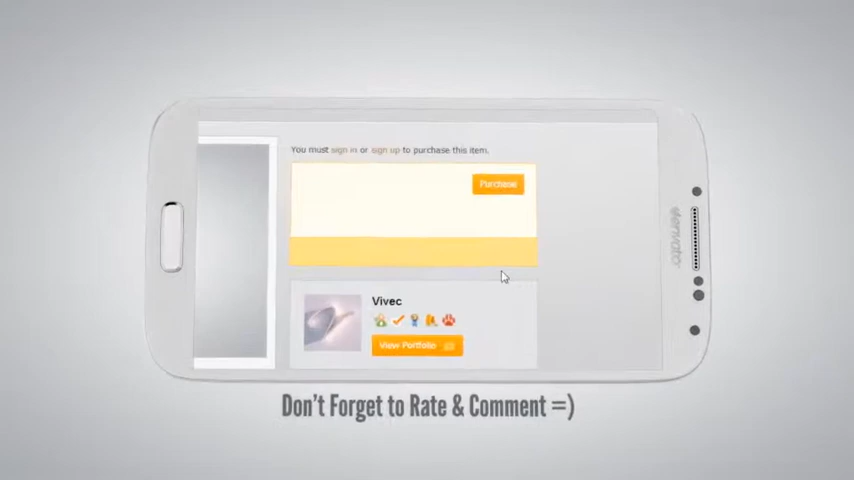 You must sign in or sign up to purchase this item.
Purchase
envato
Vivec
View Portfolio
Don't Forget to Rate & Comment =)